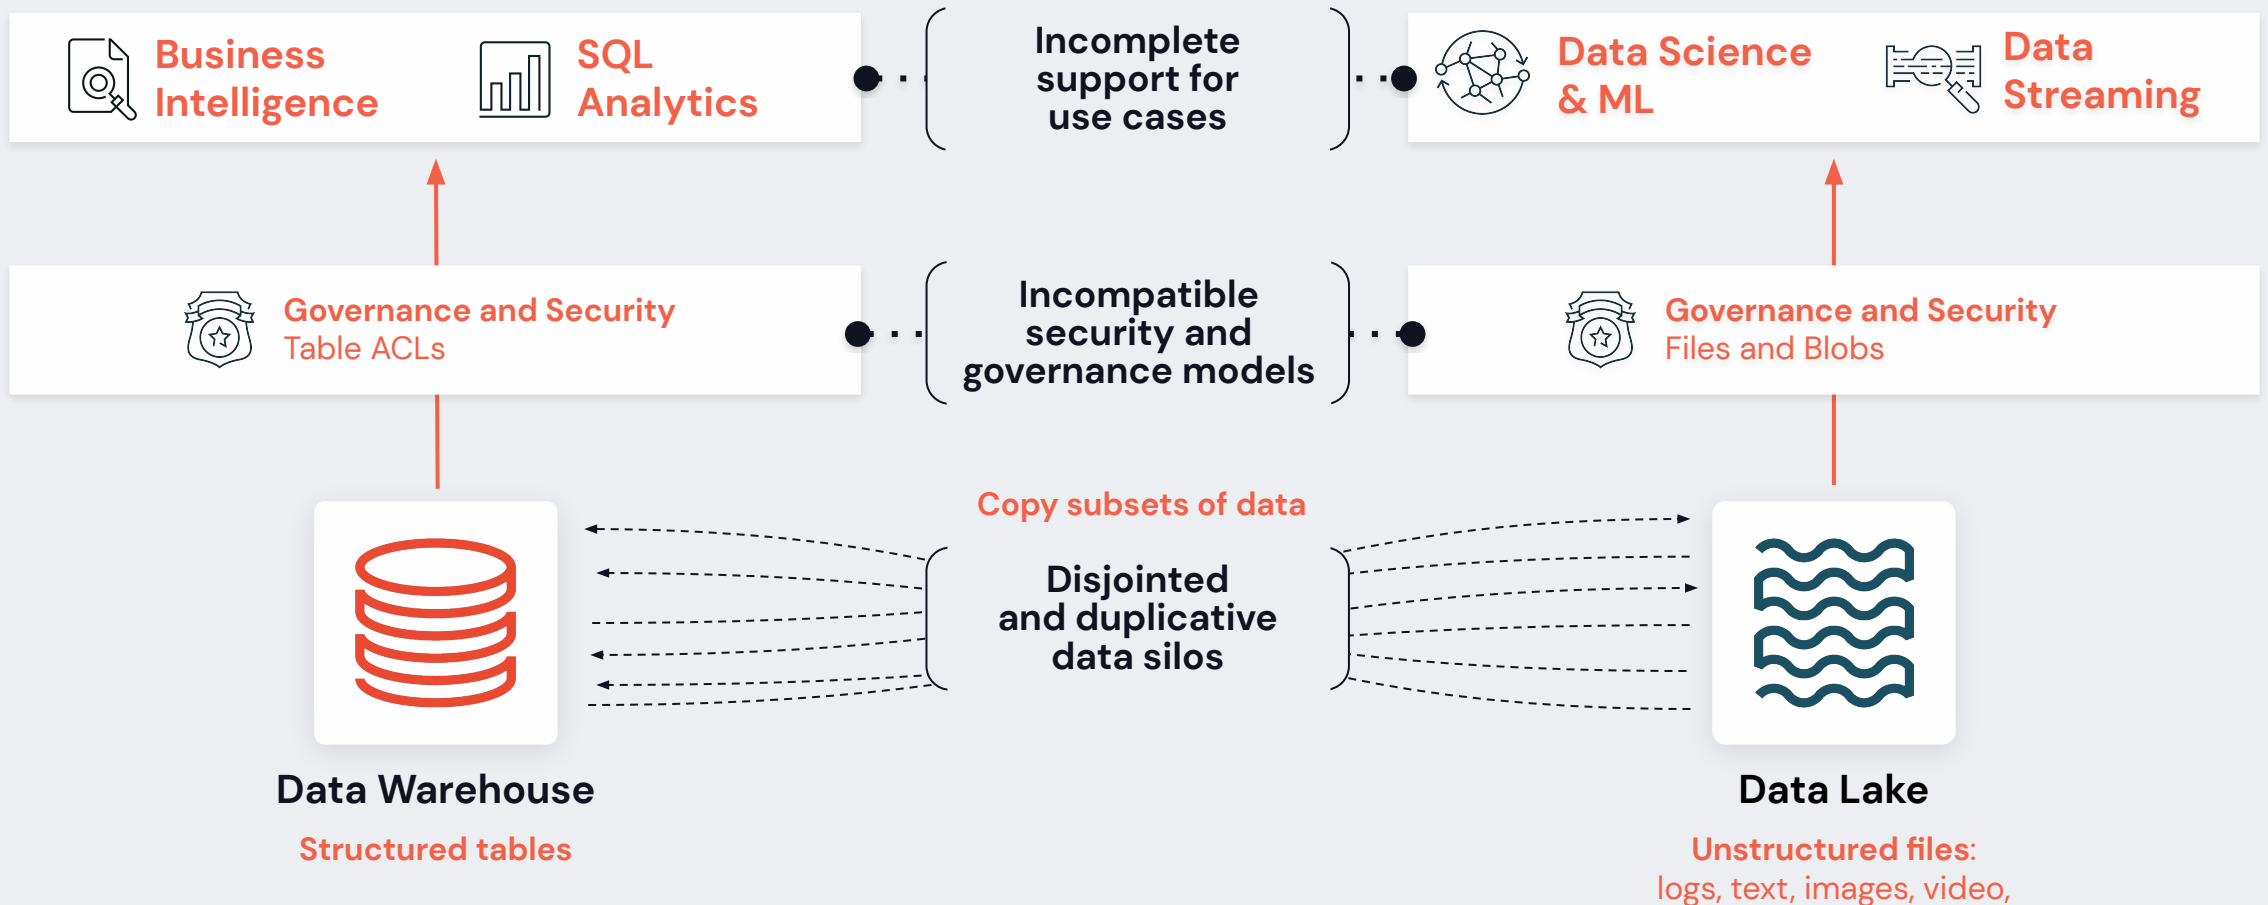 Business
Intelligence
SQL
Analytics
Incomplete
support for
use cases
Data Science
& ML
Data
Streaming
Governance and Security
Table ACLs
Incompatible
security and
governance models
Governance and Security
Files and Blobs
Copy subsets of data
Disjointed
and duplicative
data silos
Data Warehouse
Structured tables
Data Lake
Unstructured files:
logs, text, images, video,